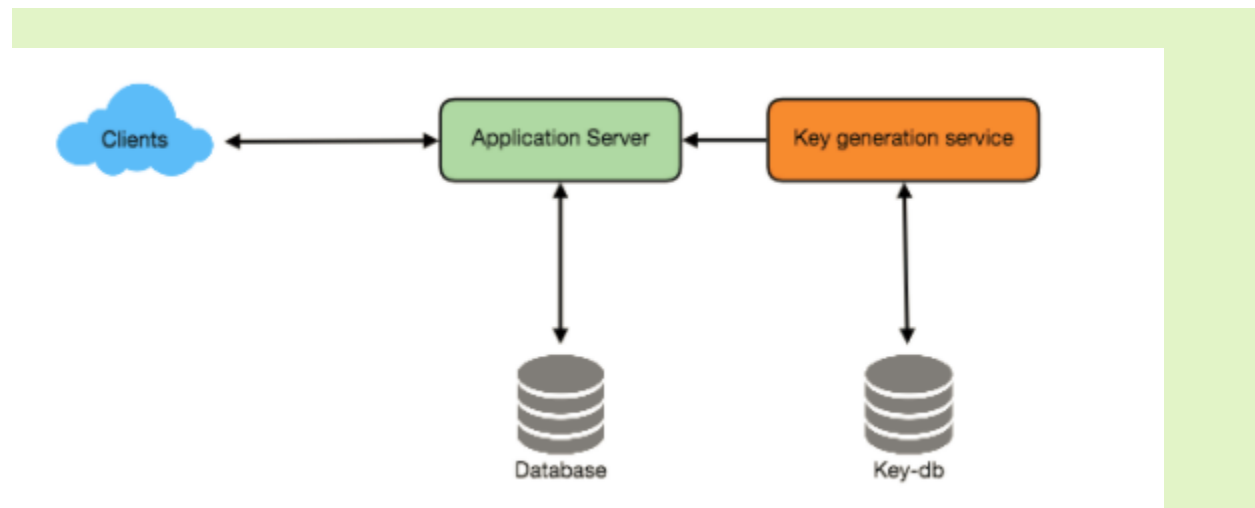 Clients
Application Server
Key generation service
Database
Key-db